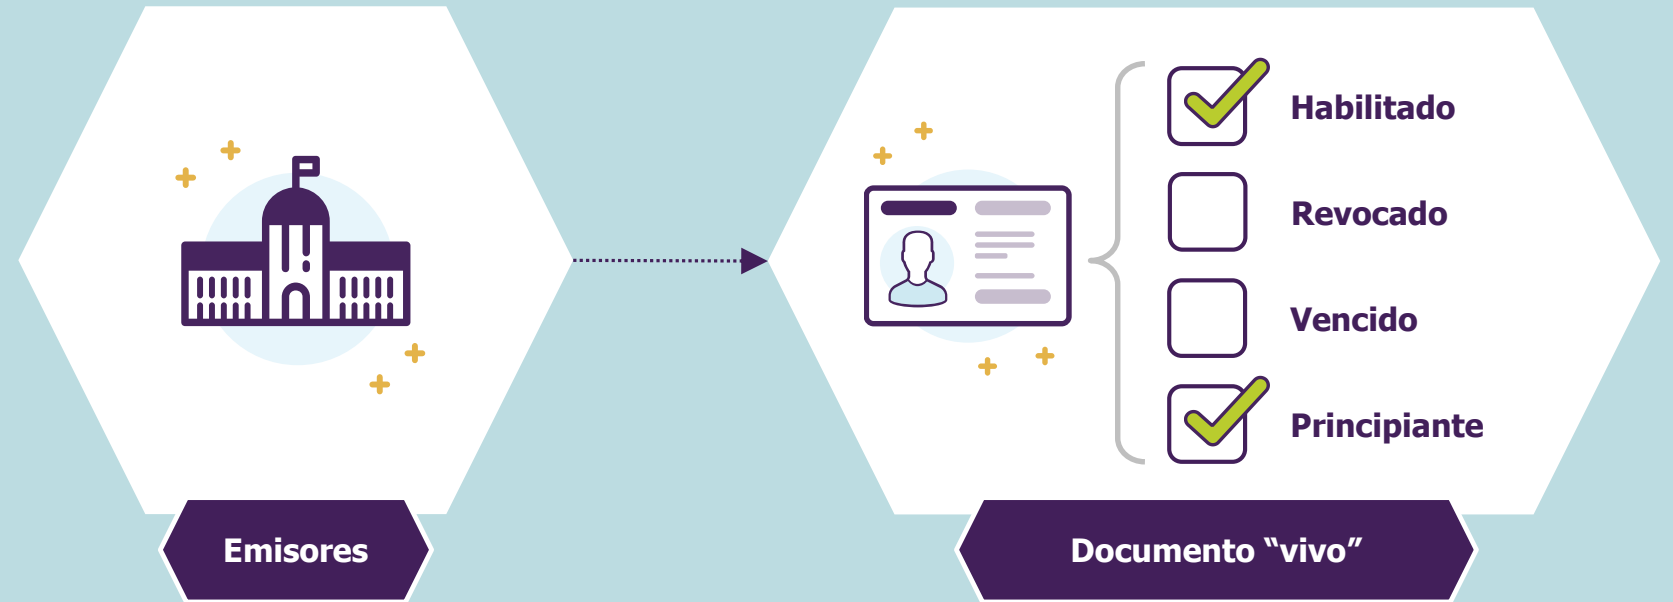 Habilitado
Revocado
Vencido
Principiante
Emisores
Documento “vivo”